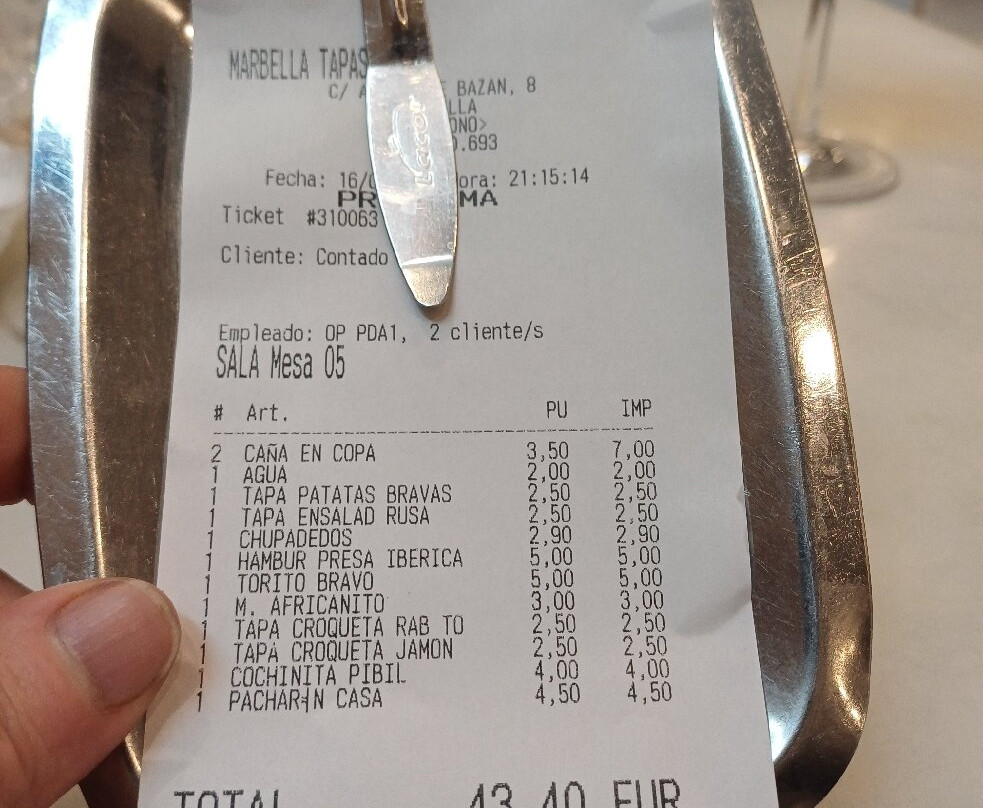 MARBELLA TAPAS
C/ BAZAN, 8
Fecha: 21:15:14
Ticket #310063
Cliente: Contado
Lacor
Empleado: OP PDA1, 2 cliente/s
SALA Mesa 05
# Art. PU IMP
2 CAÑA EN COPA 3,50 7,00
1 AGUA 2,00 2,00
1 TAPA PATATAS BRAVAS 2,50 2,50
1 TAPA ENSALAD RUSA 2,50 2,50
1 CHUPADEDOS 2,90 2,90
1 HAMBUR PRESA IBERICA 5,00 5,00
1 TORITO BRAVO 5,00 5,00
1 M. AFRICANITO 3,00 3,00
1 TAPA CROQUETA RAB TO 2,50 2,50
1 TAPA CROQUETA JAMON 2,50 2,50
1 COCHINITA PIBIL 4,00 4,00
1 PACHAR╡N CASA 4,50 4,50
TOTAL 43,40 EUR